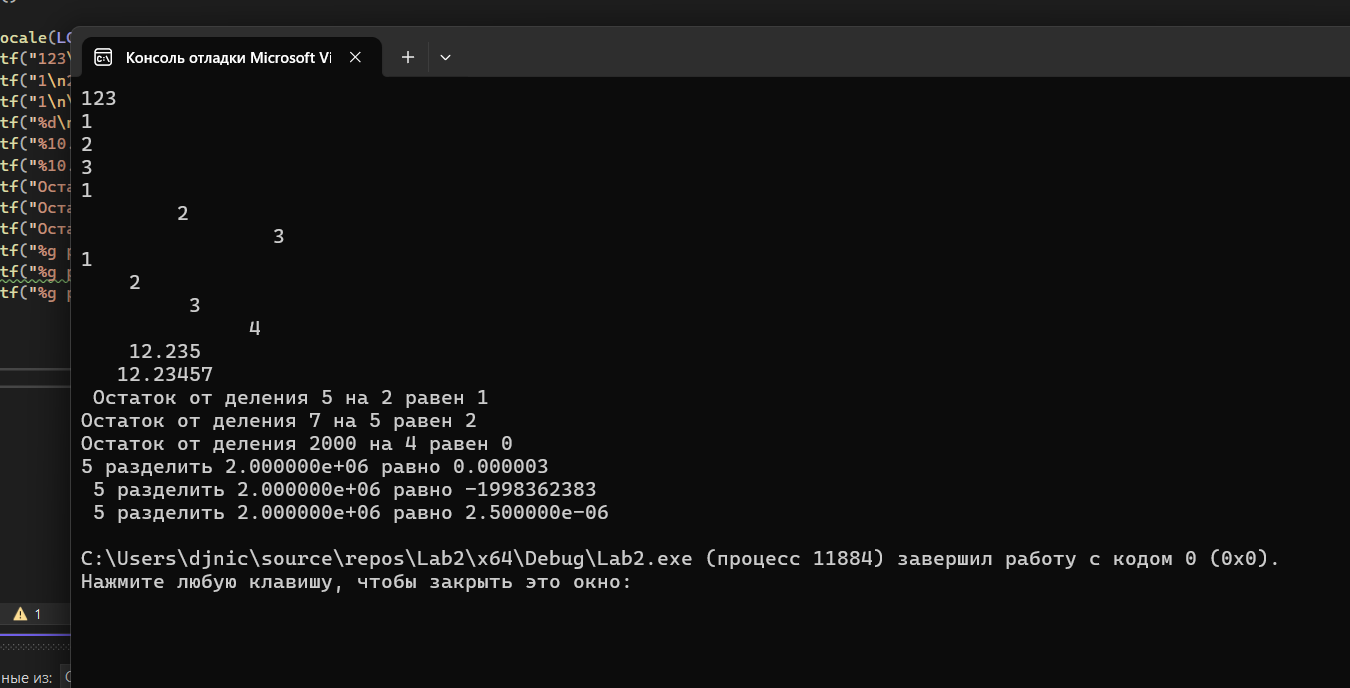 ocale(LC
tf("123\
tf("1\n2
tf("1\n\
tf("%d\n
tf("%10.
tf("%10.
tf("Оста
tf("Оста
tf("Оста
tf("%g р
tf("%g р
tf("%g р
Консоль отладки Microsoft Vi
123
1
2
3
1
2
3
1
2
3
4
12.235
12.23457
Остаток от деления 5 на 2 равен 1
Остаток от деления 7 на 5 равен 2
Остаток от деления 2000 на 4 равен 0
5 разделить 2.000000e+06 равно 0.000003
5 разделить 2.000000e+06 равно -1998362383
5 разделить 2.000000e+06 равно 2.500000e-06
C:\Users\djnic\source\repos\Lab2\x64\Debug\Lab2.exe (процесс 11884) завершил работу с кодом 0 (0x0).
Нажмите любую клавишу, чтобы закрыть это окно:
1
ные из: